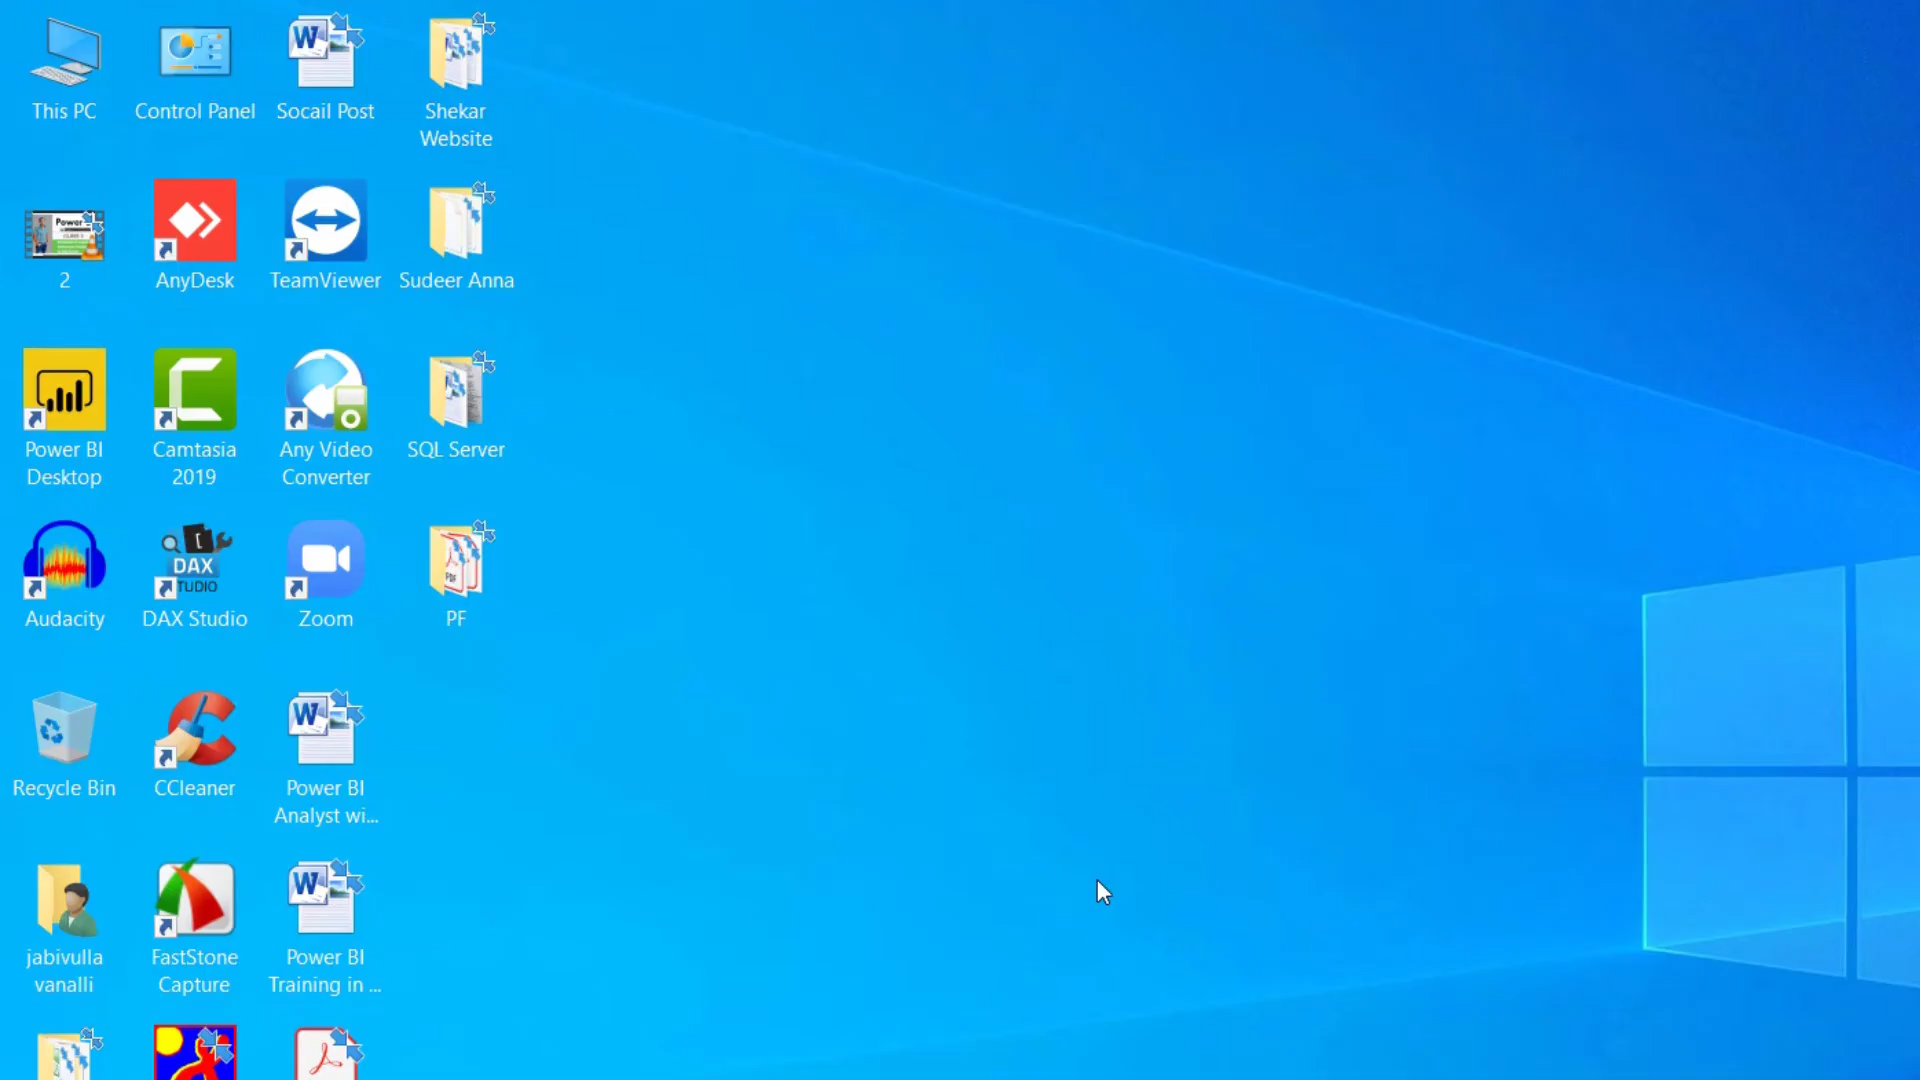 This PC
Control Panel
Socail Post
Shekar
Website
Power
2
AnyDesk
TeamViewer
Sudeer Anna
Power BI
Desktop
Camtasia
2019
Any Video
Converter
SQL Server
Audacity
DAX
TUDIO
DAX Studio
Zoom
PDF
PF
Recycle Bin
CCleaner
W
Power BI
Analyst wi...
jabivulla
vanalli
FastStone
Capture
W
Power BI
Training in ...